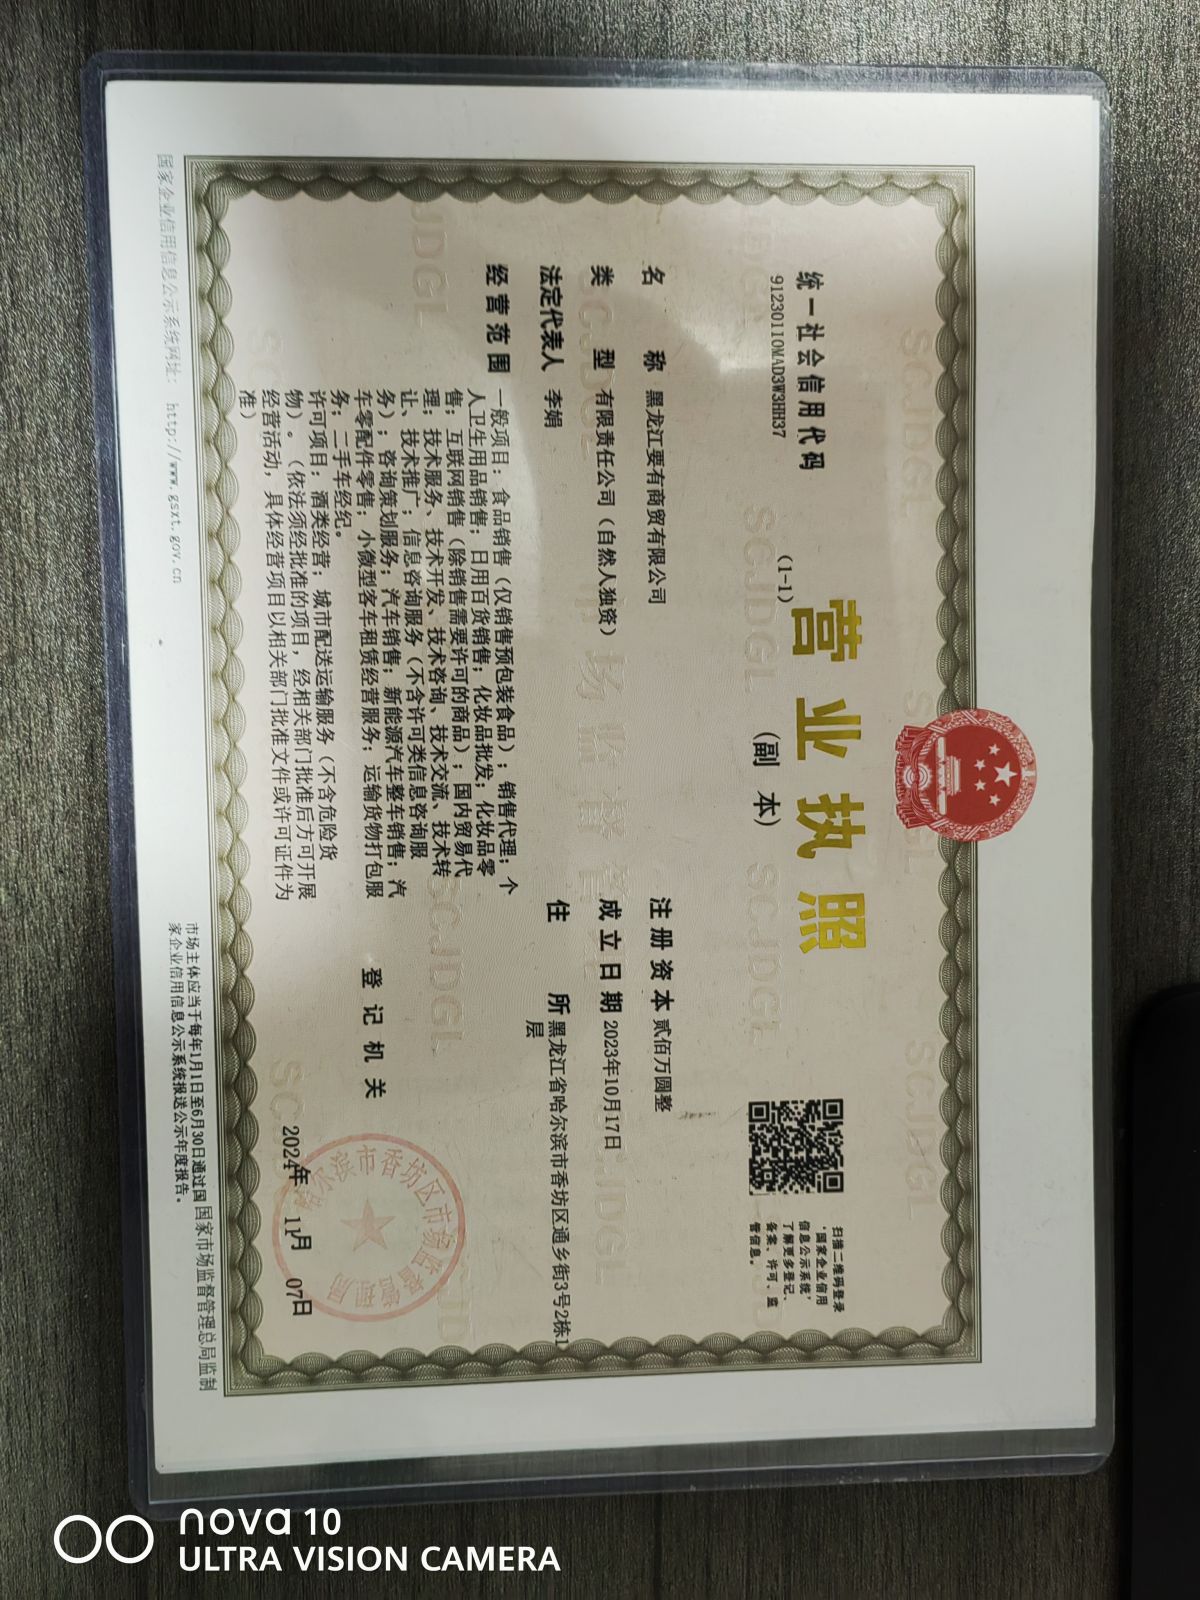 营业执照
（副 本）
(1-1)
统一社会信用代码
91230110MAD3W3HH37
扫描二维码登录
‘国家企业信用
信息公示系统’
了解更多登记、
备案、许可、监
管信息。
名 称 黑龙江要有商贸有限公司
类 型 有限责任公司（自然人独资）
法定代表人 李娟
经营范围 一般项目：食品销售（仅销售预包装食品）；销售代理；个
人卫生用品销售；日用百货销售；化妆品批发；化妆品零
售；互联网销售（除销售需要许可的商品）；国内贸易代
理；技术服务、技术开发、技术咨询、技术交流、技术转
让、技术推广；信息咨询服务（不含许可类信息咨询服
务）；咨询策划服务；汽车销售；新能源汽车整车销售；汽
车零配件零售；小微型客车租赁经营服务；运输货物打包服
务；二手车经纪。
许可项目：酒类经营；城市配送运输服务（不含危险货
物）。（依法须经批准的项目，经相关部门批准后方可开展
经营活动，具体经营项目以相关部门批准文件或许可证件为
准）
注册资本 贰佰万圆整
成立日期 2023年10月17日
住 所 黑龙江省哈尔滨市香坊区通乡街3号2栋1
层
登记机关
哈尔滨市香坊区市场监督管理局
2024年 11月 07日
国家企业信用信息公示系统网址： http://www.gsxt.gov.cn
市场主体应当于每年1月1日至6月30日通过国
家企业信用信息公示系统报送公示年度报告。
国家市场监督管理总局监制
SCJDGL
市场监督管
nova 10
ULTRA VISION CAMERA